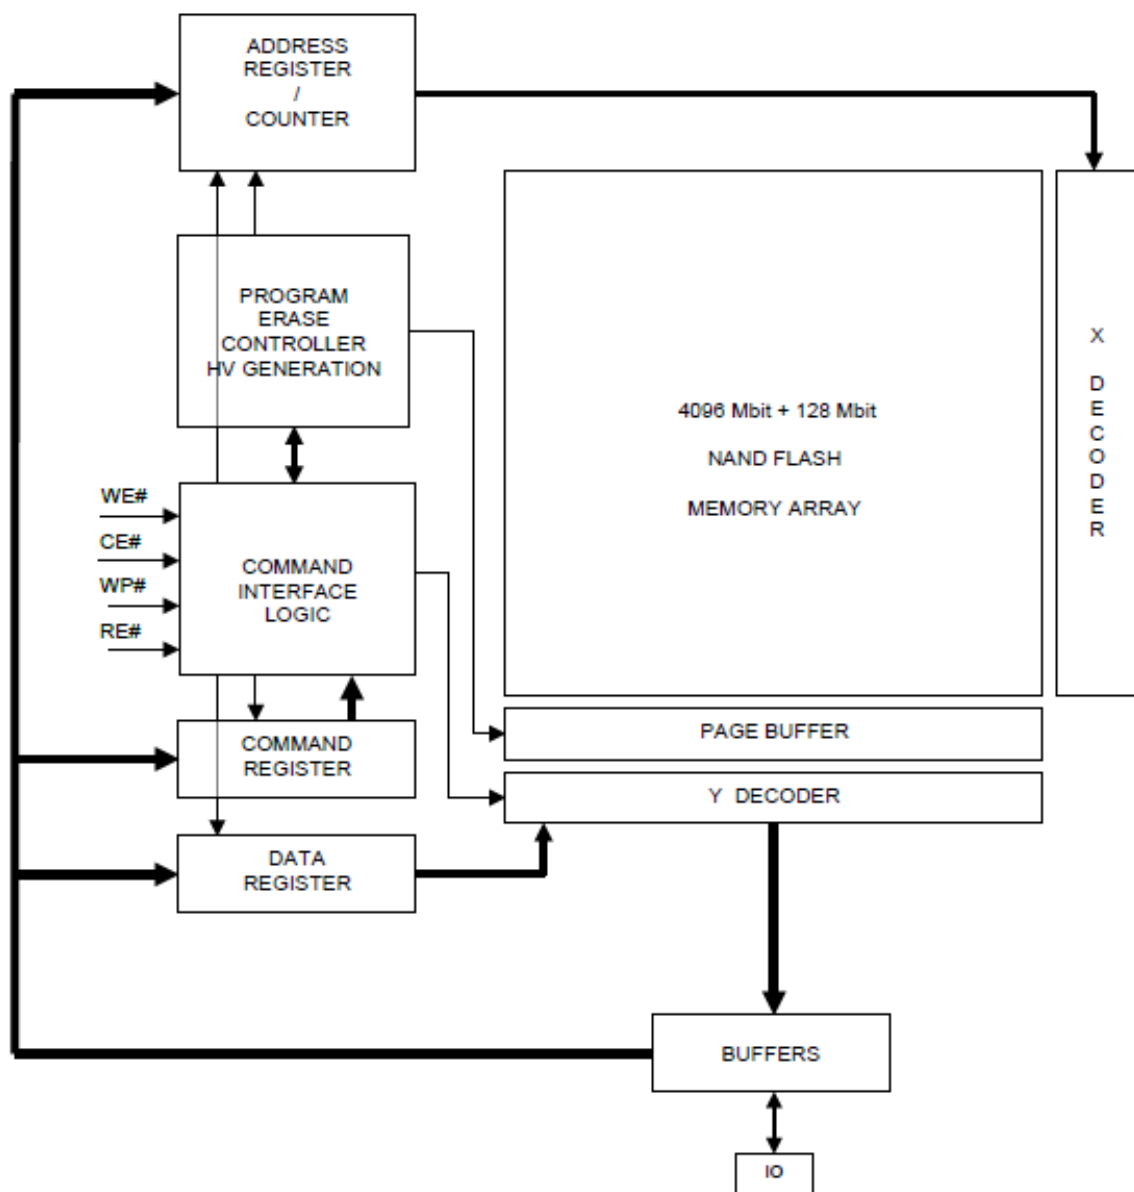 ADDRESS
REGISTER
/
COUNTER
PROGRAM
ERASE
CONTROLLER
HV GENERATION
4096 Mbit + 128 Mbit
NAND FLASH
MEMORY ARRAY
X DECODER
WE#
CE#
WP#
RE#
COMMAND
INTERFACE
LOGIC
COMMAND
REGISTER
PAGE BUFFER
Y DECODER
DATA
REGISTER
BUFFERS
IO